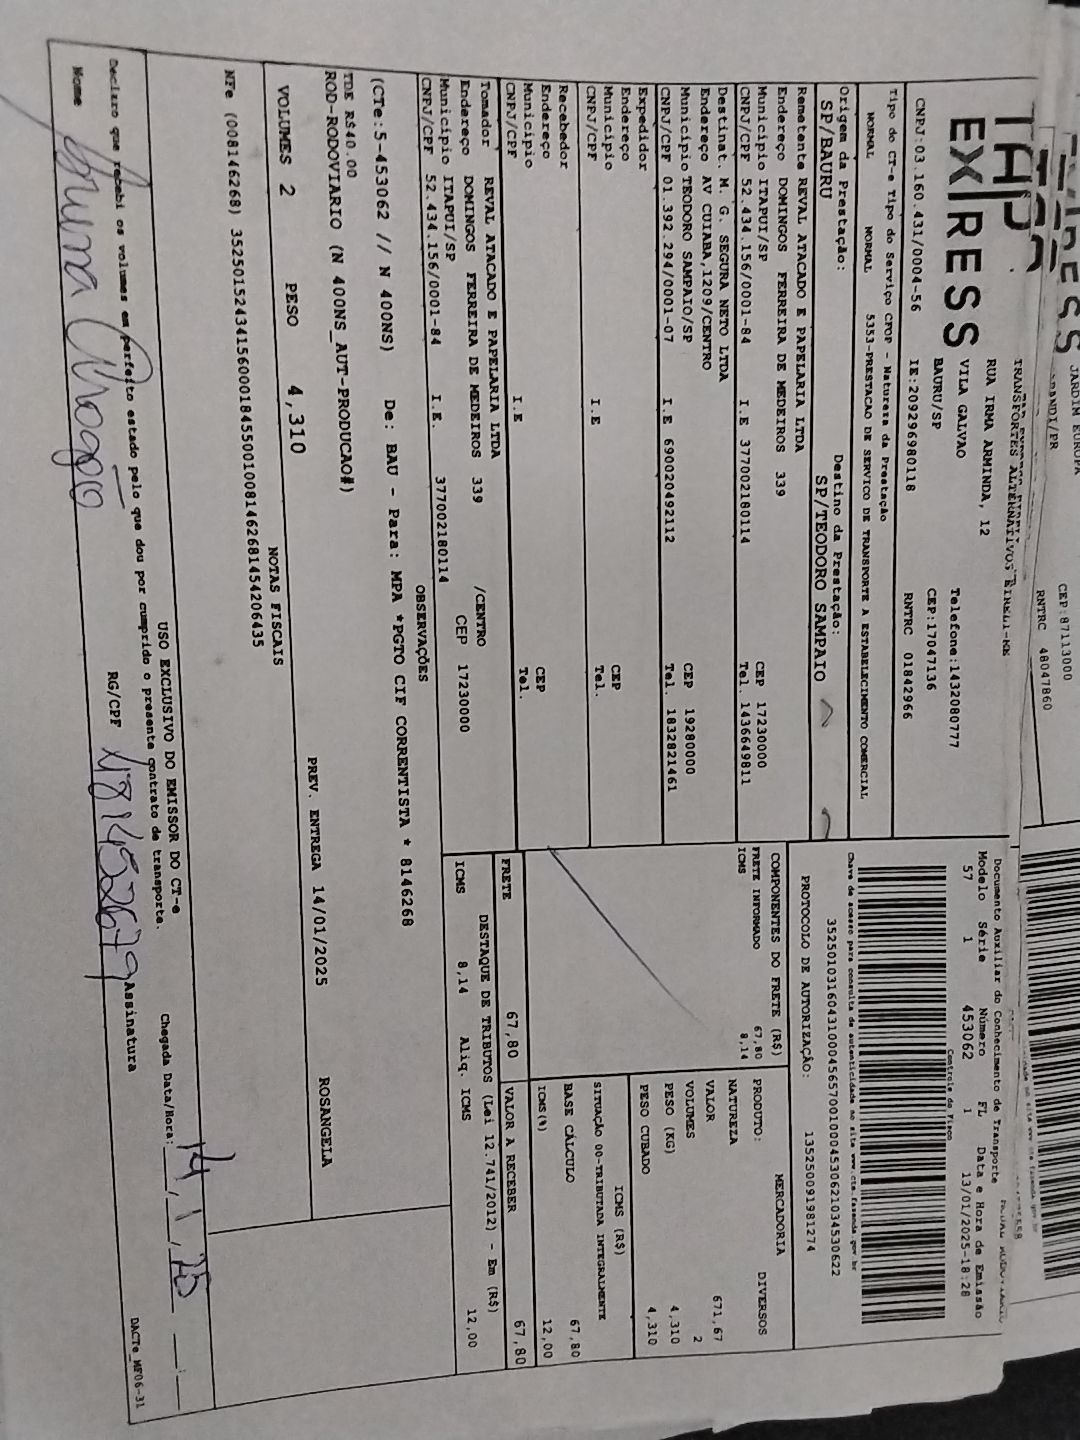 JARDIM EUROPA
CEP:87113000
RNTRC 48047860
TRANSPORTES ALTERNATIVOS EIRELI-ME
EXPRESS
RUA IRMA ARMINDA, 12
VILA GALVAO
BAURU/SP
Telefone:1432080777
CEP:17047136
CNPJ:03.160.431/0004-56
IE:209296980118
RNTRC 01842966
Documento Auxiliar do Conhecimento de Transporte
Modelo Série Número FL Data e Hora de Emissão
57 1 453062 1 13/01/2025-18:28
Controle do Fisco
Chave de acesso para consulta de autenticidade no site www.cte.fazenda.gov.br
35250103160431000456570010004530621034530622
PROTOCOLO DE AUTORIZAÇÃO: 135250091981274
Tipo do CT-e Tipo do Serviço CFOP - Natureza da Prestação
NORMAL NORMAL 5353-PRESTACAO DE SERVICO DE TRANSPORTE A ESTABELECIMENTO COMERCIAL
Origem da Prestação: Destino da Prestação:
SP/BAURU SP/TEODORO SAMPAIO
Remetente REVAL ATACADO E PAPELARIA LTDA
Endereço DOMINGOS FERREIRA DE MEDEIROS 339
Município ITAPUI/SP CEP 17230000
CNPJ/CPF 52.434.156/0001-84 I.E 377002180114 Tel. 1436649811
Destinat. M. G. SEGURA NETO LTDA
Endereço AV CUIABA,1209/CENTRO
Município TEODORO SAMPAIO/SP CEP 19280000
CNPJ/CPF 01.392.294/0001-07 I.E 690020492112 Tel. 1832821461
Expedidor
Endereço
Município CEP
CNPJ/CPF I.E Tel.
Recebedor
Endereço
Município CEP
CNPJ/CPF I.E Tel.
Tomador REVAL ATACADO E PAPELARIA LTDA
Endereço DOMINGOS FERREIRA DE MEDEIROS 339 /CENTRO
Município ITAPUI/SP CEP 17230000
CNPJ/CPF 52.434.156/0001-84 I.E. 377002180114
COMPONENTES DO FRETE (R$)
FRETE INFORMADO 67,80
ICMS 8,14
FRETE 67,80
MERCADORIA
PRODUTO: DIVERSOS
NATUREZA
VALOR 671,67
VOLUMES 2
PESO (KG) 4,310
PESO CUBADO 4,310
ICMS (R$)
SITUAÇÃO 00-TRIBUTADA INTEGRALMENTE
BASE CÁLCULO 67,80
ICMS(%) 12,00
VALOR A RECEBER 67,80
DESTAQUE DE TRIBUTOS (Lei 12.741/2012) - Em (R$)
ICMS 8,14 Aliq. ICMS 12,00
OBSERVAÇÕES
(CTe:5-453062 // N 400NS) De: BAU - Para: MPA *PGTO CIF CORRENTISTA * 8146268
TDE R$40.00
ROD-RODOVIARIO (N 400NS_AUT-PRODUCAO#)
PREV. ENTREGA 14/01/2025 ROSANGELA
VOLUMES 2 PESO 4,310
NOTAS FISCAIS
NFe (008146268) 35250152434156000184550010081462681454206435
USO EXCLUSIVO DO EMISSOR DO CT-e
Declaro que recebi os volumes em perfeito estado pelo que dou por cumprido o presente contrato de transporte.
Chegada Data/Hora: 14/1/25 :
Nome Bruna RG/CPF Assinatura
DACTe_MF06-31